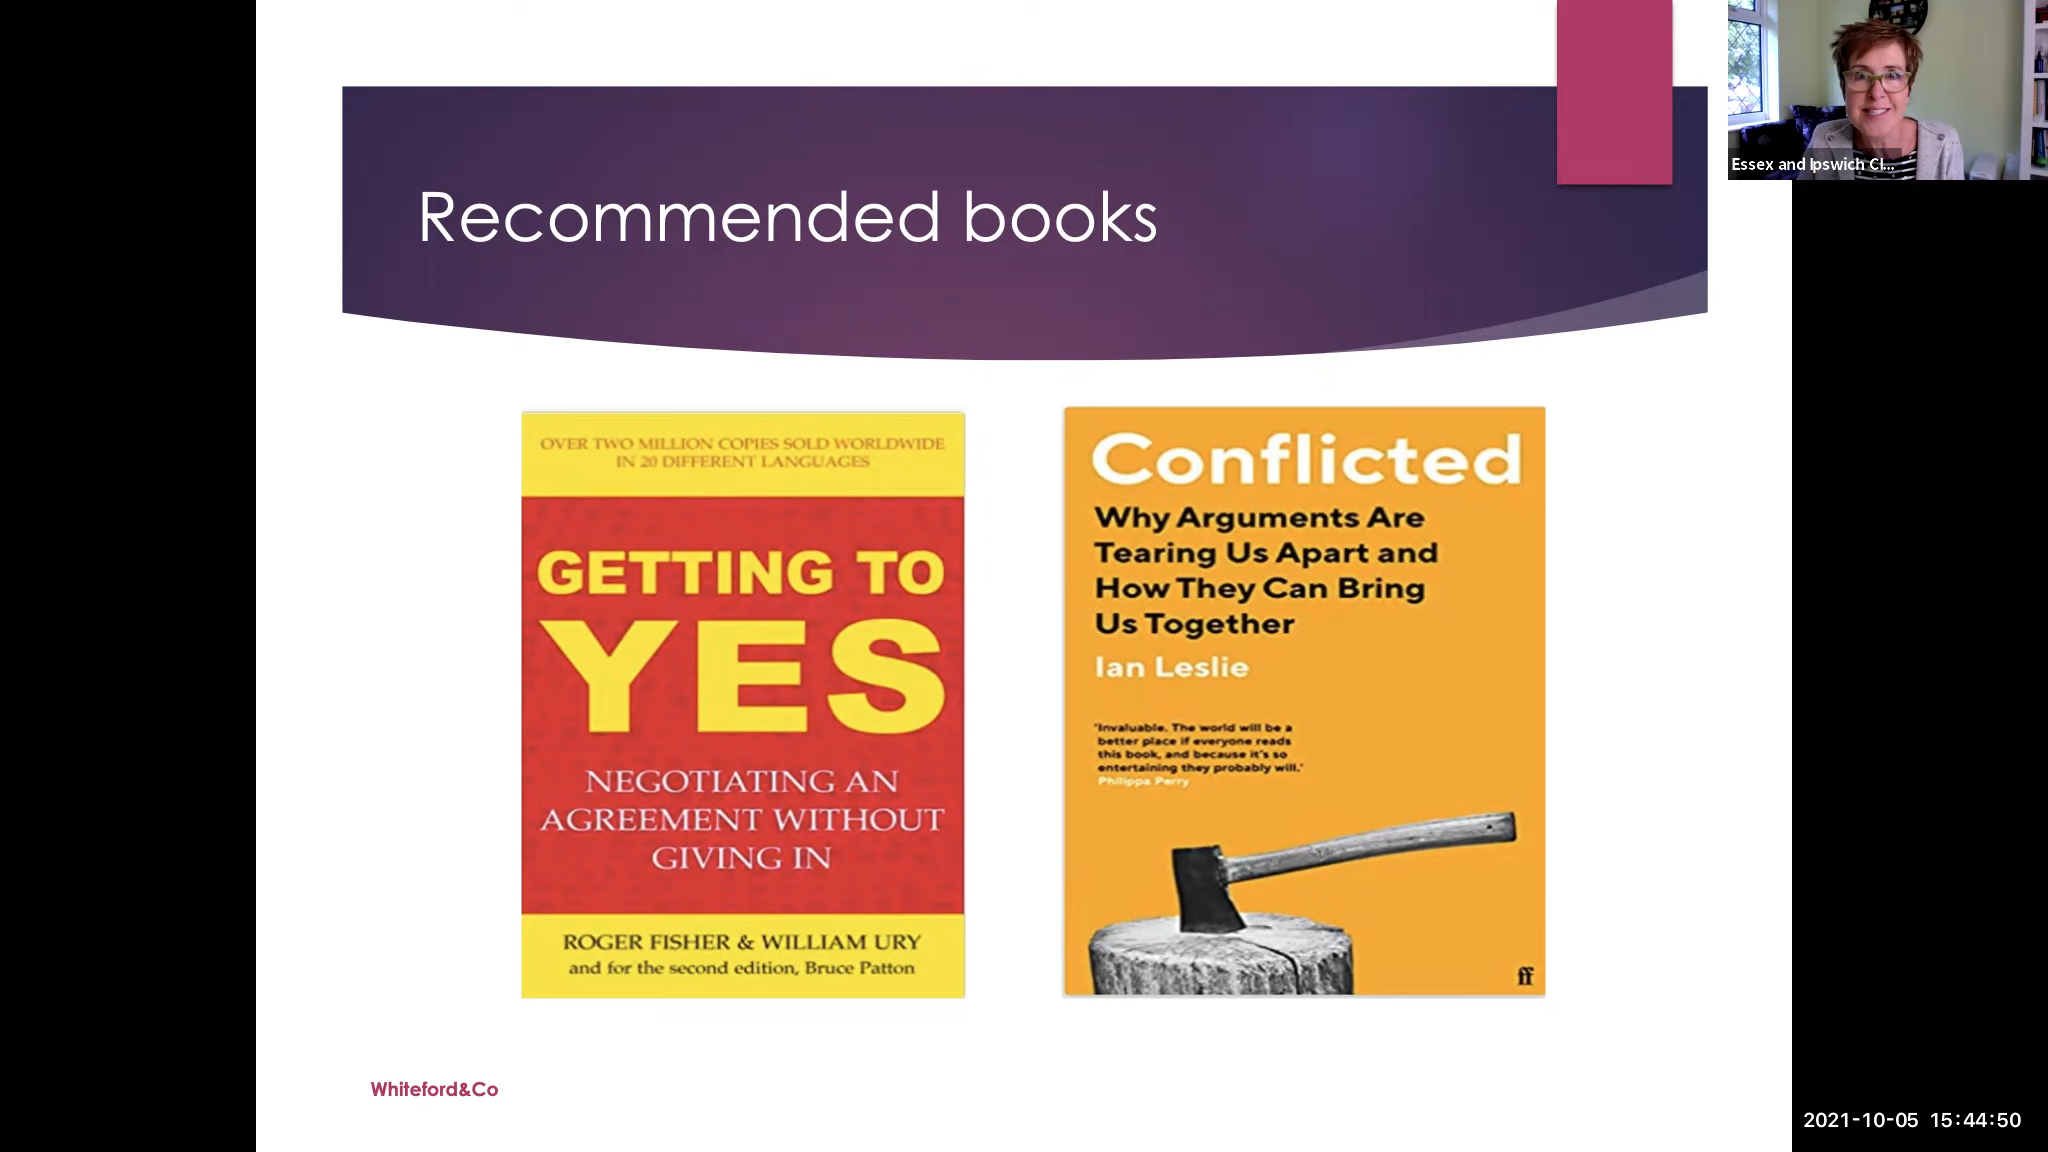 Recommended books
Essex and Ipswich Cl...
OVER TWO MILLION COPIES SOLD WORLDWIDE
IN 20 DIFFERENT LANGUAGES
GETTING TO
YES
NEGOTIATING AN
AGREEMENT WITHOUT
GIVING IN
ROGER FISHER & WILLIAM URY
and for the second edition, Bruce Patton
Conflicted
Why Arguments Are
Tearing Us Apart and
How They Can Bring
Us Together
Ian Leslie
'Invaluable. The world will be a
better place if everyone reads
this book, and because it's so
entertaining they probably will.'
Philippa Perry
ff
Whiteford&Co
2021-10-05 15:44:50